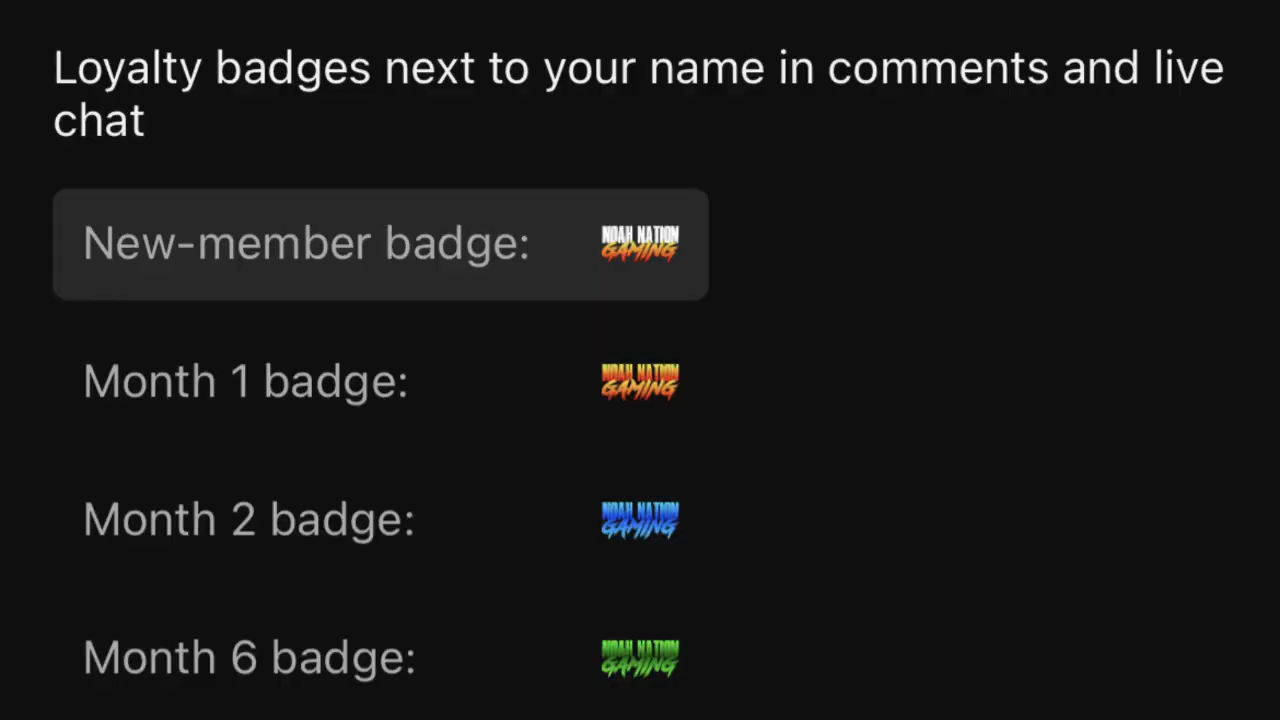 Loyalty badges next to your name in comments and live
chat
New-member badge:
NOAH NATION
GAMING
Month 1 badge:
NOAH NATION
GAMING
Month 2 badge:
NOAH NATION
GAMING
Month 6 badge:
NOAH NATION
GAMING